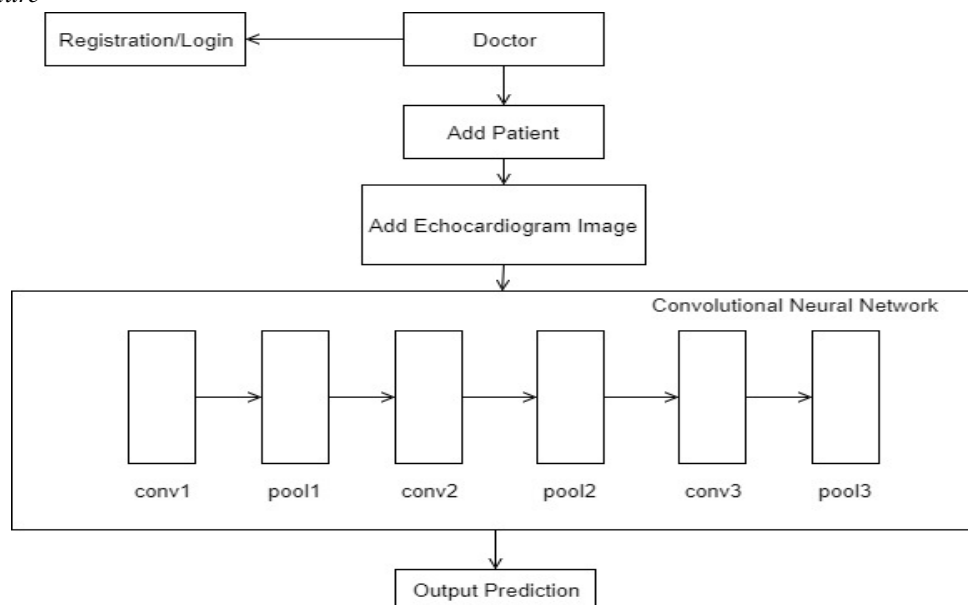 Registration/Login
Doctor
Add Patient
Add Echocardiogram Image
Convolutional Neural Network
conv1
pool1
conv2
pool2
conv3
pool3
Output Prediction